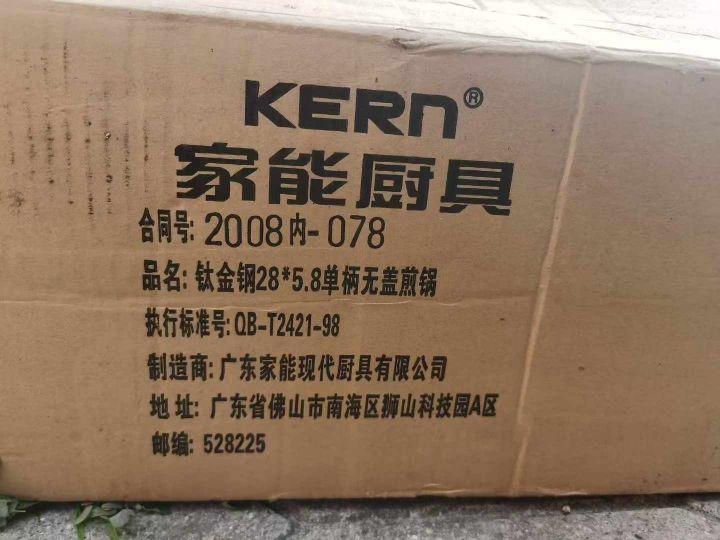 KERN®
家能厨具
合同号: 2008内-078
品名: 钛金钢28*5.8单柄无盖煎锅
执行标准号: QB-T2421-98
制造商: 广东家能现代厨具有限公司
地 址: 广东省佛山市南海区狮山科技园A区
邮编: 528225